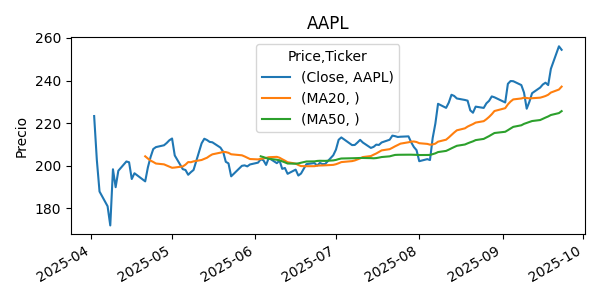 AAPL
Price,Ticker
(Close, AAPL)
(MA20, )
(MA50, )
Precio
260
240
220
200
180
2025-04
2025-05
2025-06
2025-07
2025-08
2025-09
2025-10